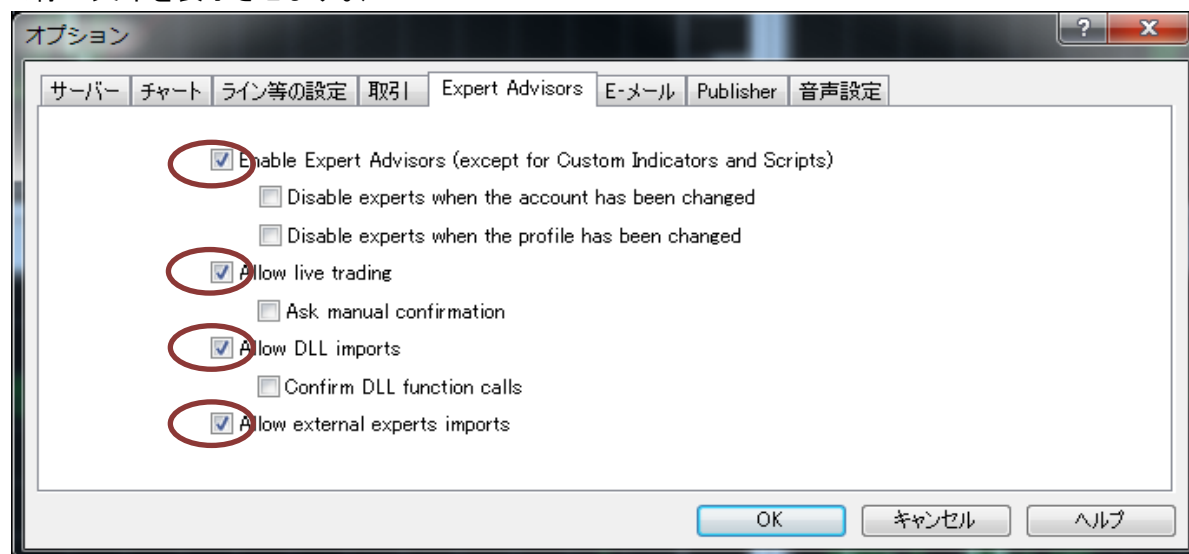 オプション
? X
サーバー チャート ライン等の設定 取引 Expert Advisors E-メール Publisher 音声設定
Enable Expert Advisors (except for Custom Indicators and Scripts)
Disable experts when the account has been changed
Disable experts when the profile has been changed
Allow live trading
Ask manual confirmation
Allow DLL imports
Confirm DLL function calls
Allow external experts imports
OK キャンセル ヘルプ